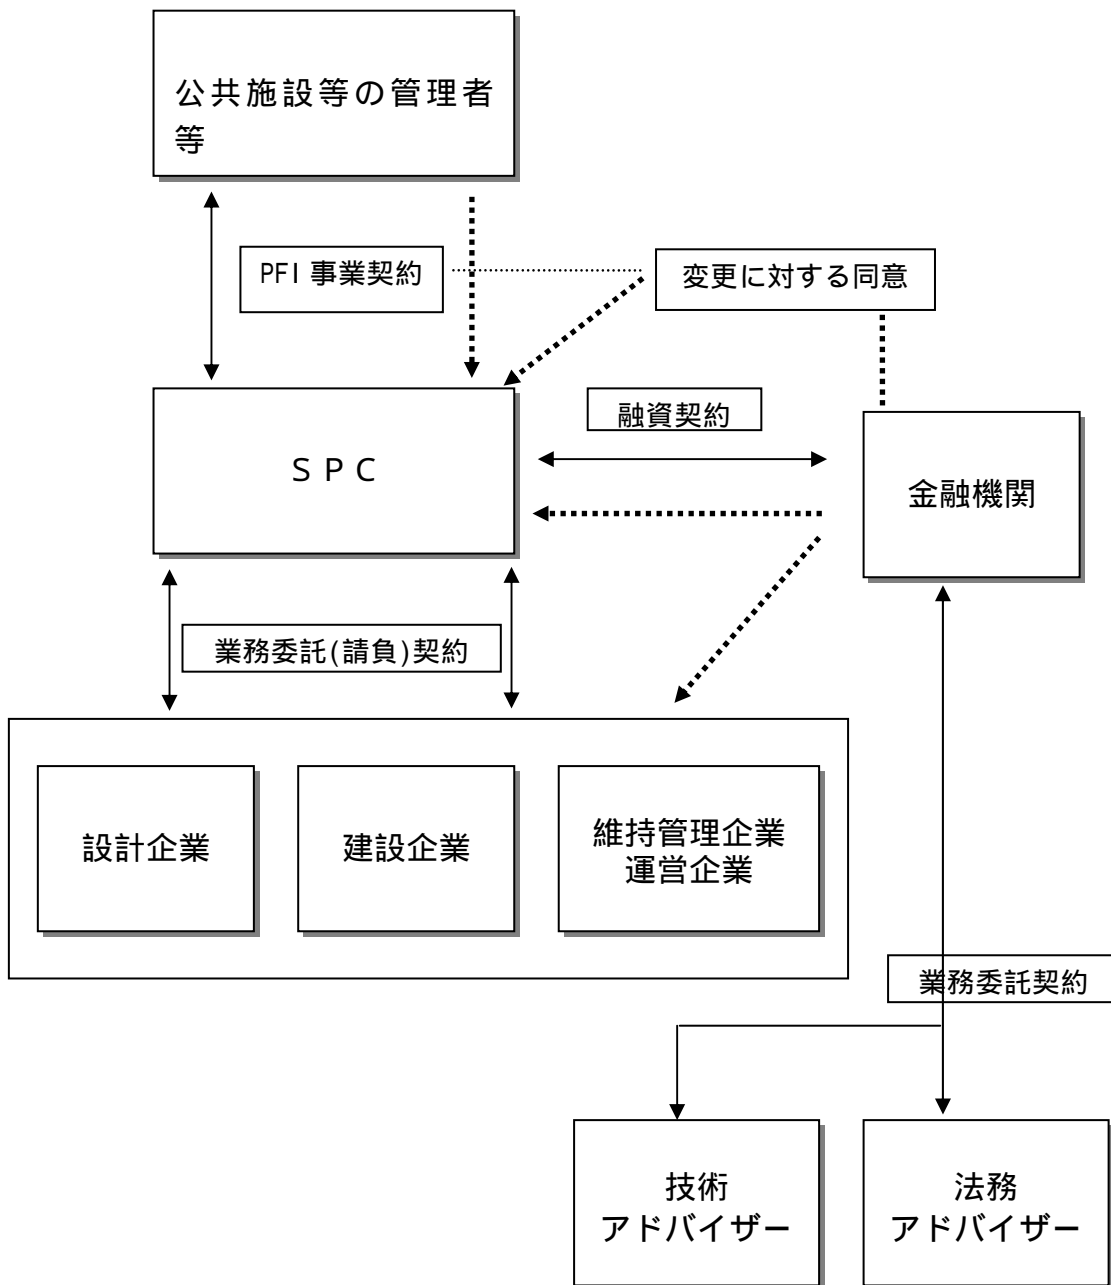 公共施設等の管理者
等
PFI 事業契約
変更に対する同意
融資契約
ＳＰＣ
金融機関
業務委託(請負)契約
設計企業
建設企業
維持管理企業
運営企業
業務委託契約
技術
アドバイザー
法務
アドバイザー